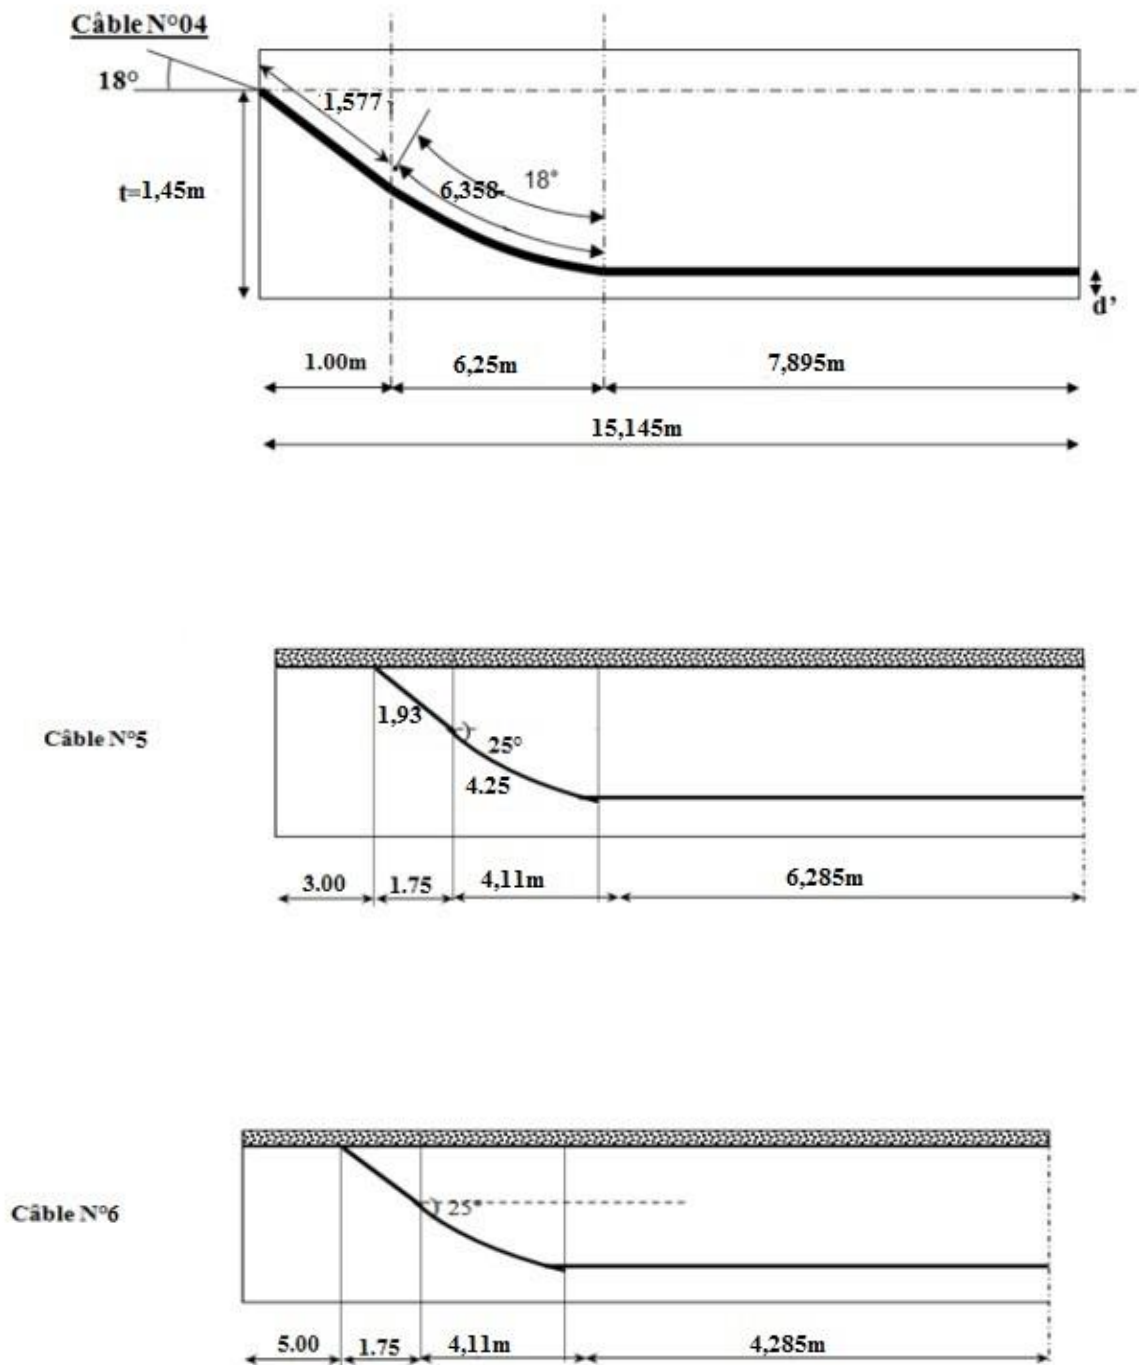 Câble N°04
18°
1,577
t=1,45m
6,358
18°
d’
1.00m
6,25m
7,895m
15,145m
Câble N°5
1,93
25°
4.25
3.00
1.75
4,11m
6,285m
Câble N°6
25°
5.00
1.75
4,11m
4,285m